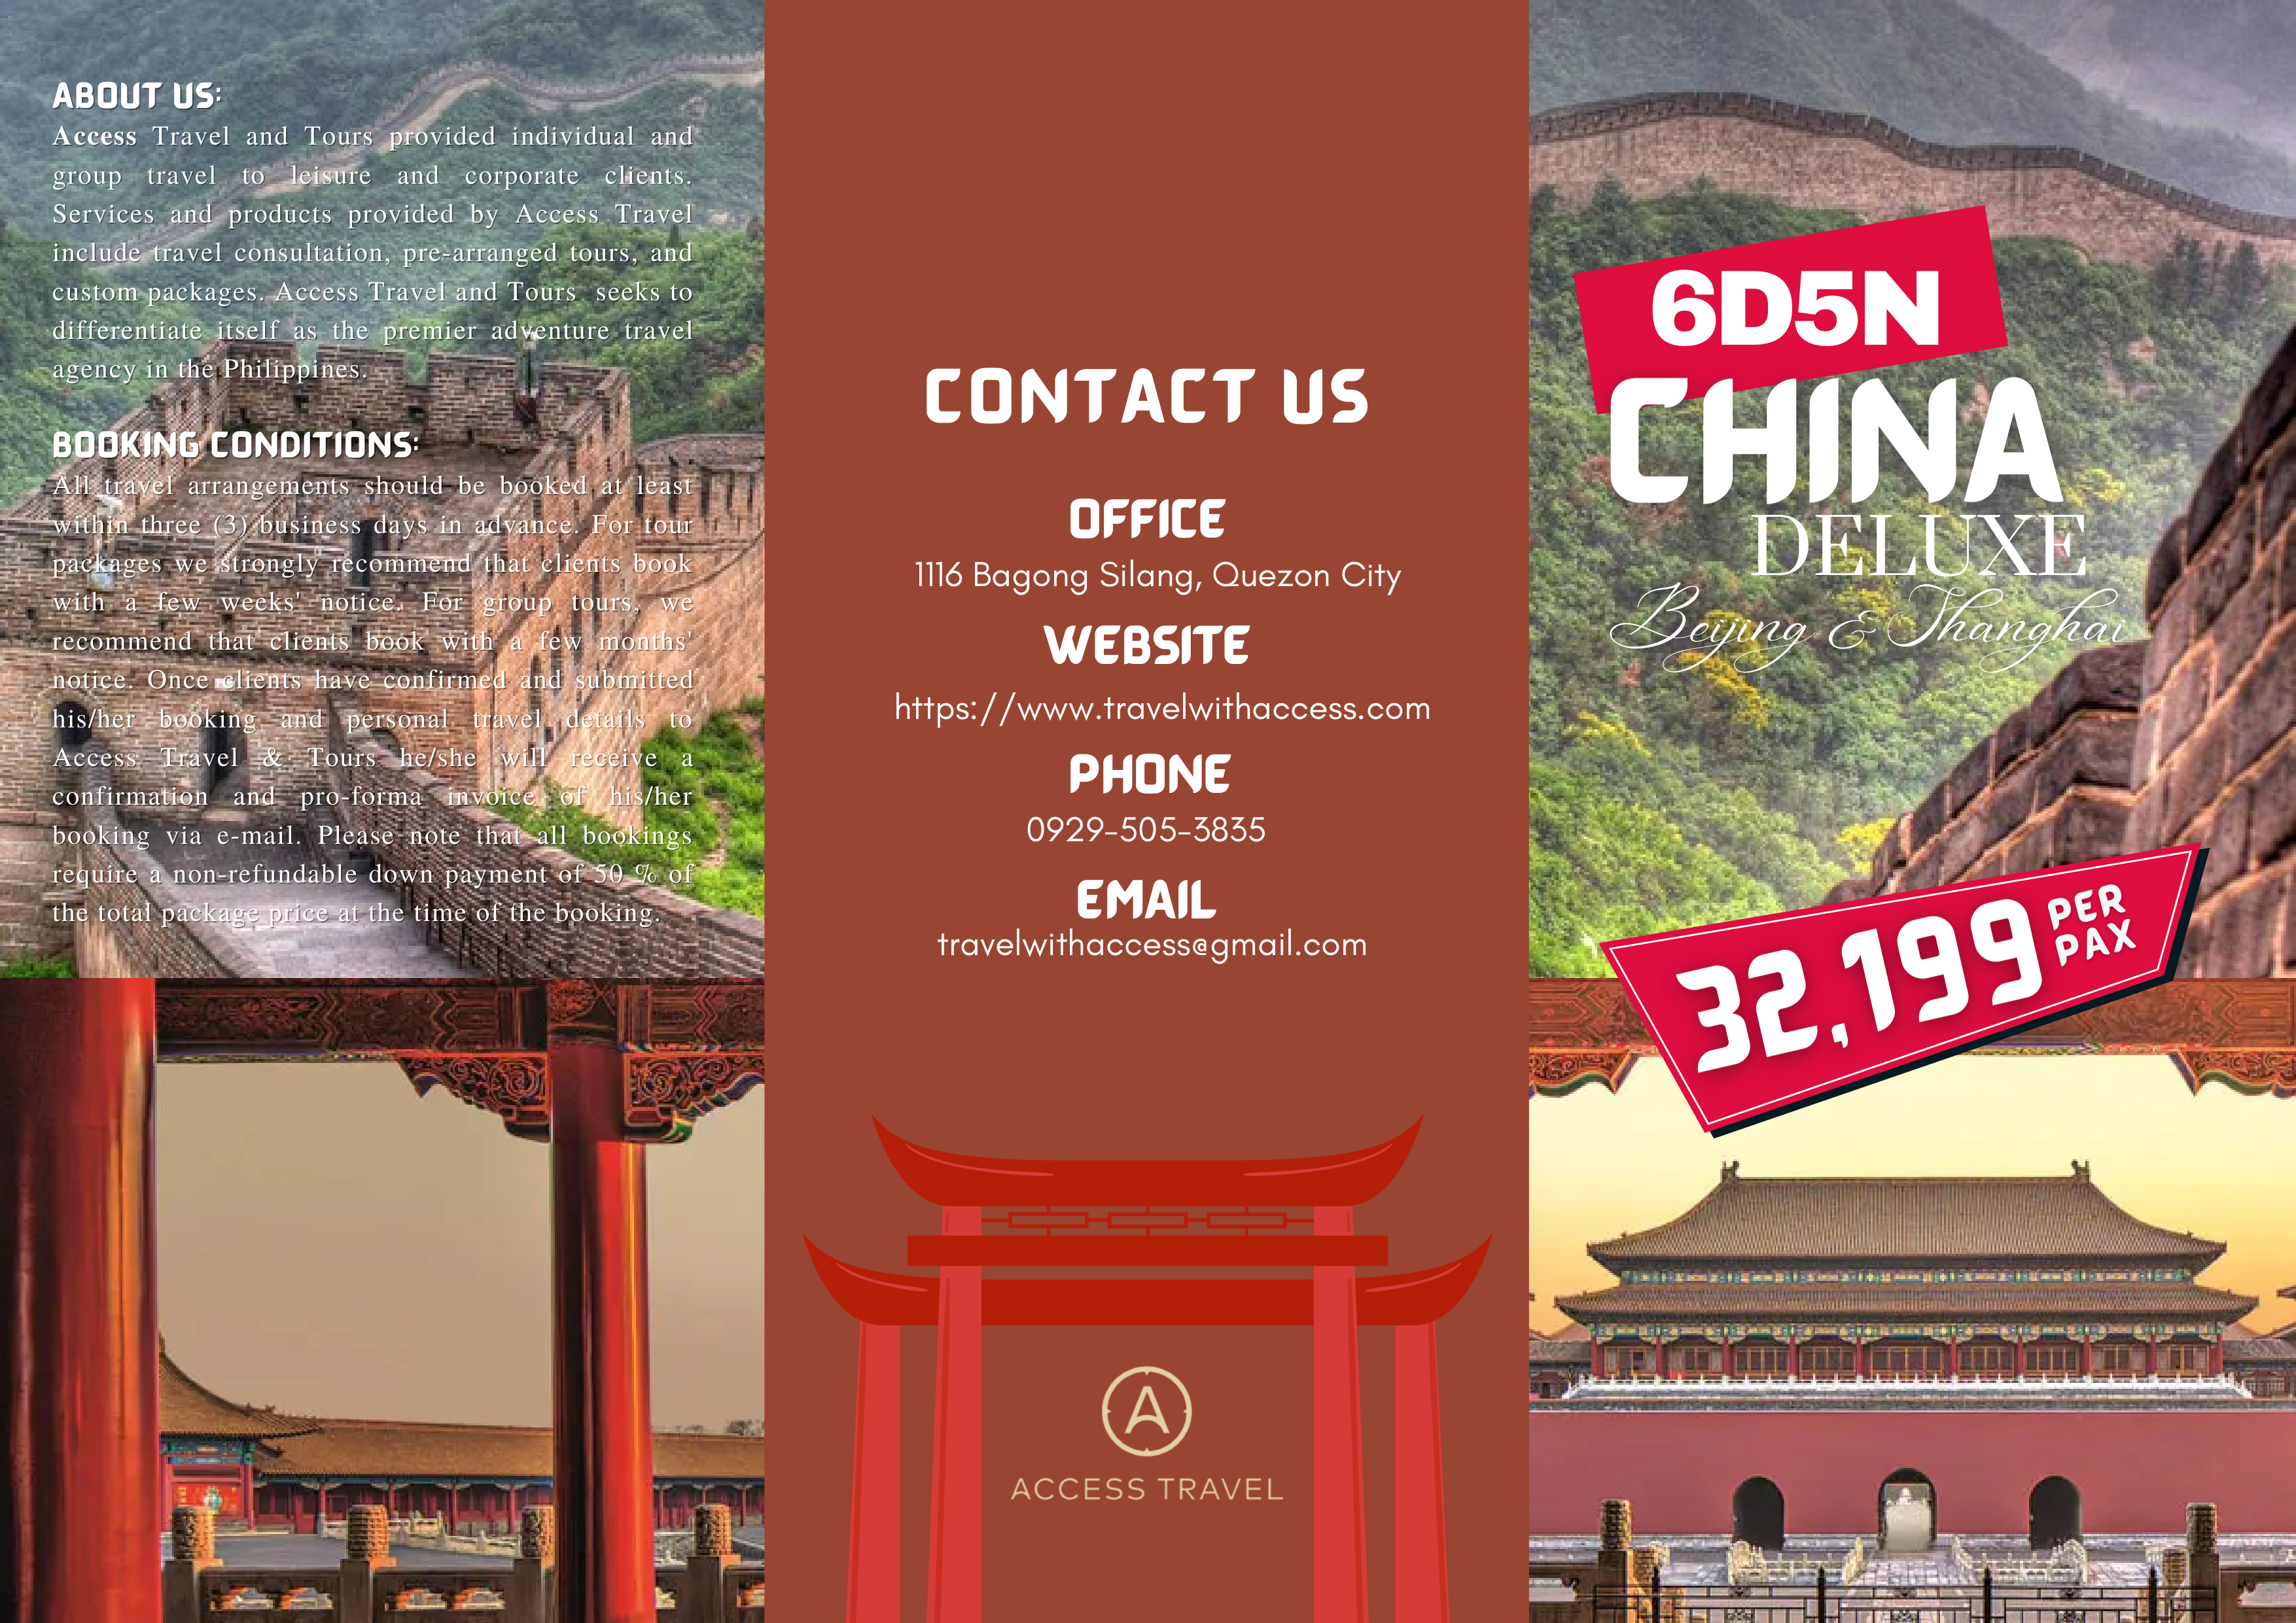 ABOUT US:
Access Travel and Tours provided individual and
group travel to leisure and corporate clients.
Services and products provided by Access Travel
include travel consultation, pre-arranged tours, and
custom packages. Access Travel and Tours seeks to
differentiate itself as the premier adventure travel
agency in the Philippines.
BOOKING CONDITIONS:
All travel arrangements should be booked at least
within three (3) business days in advance. For tour
packages we strongly recommend that clients book
with a few weeks' notice. For group tours, we
recommend that clients book with a few months'
notice. Once clients have confirmed and submitted
his/her booking and personal travel details to
Access Travel & Tours he/she will receive a
confirmation and pro-forma invoice of his/her
booking via e-mail. Please note that all bookings
require a non-refundable down payment of 50 % of
the total package price at the time of the booking.
CONTACT US
OFFICE
1116 Bagong Silang, Quezon City
WEBSITE
https://www.travelwithaccess.com
PHONE
0929-505-3835
EMAIL
travelwithaccess@gmail.com
A
ACCESS TRAVEL
6D5N
CHINA
DELUXE
Beijing & Shanghai
32,199 PER
PAX